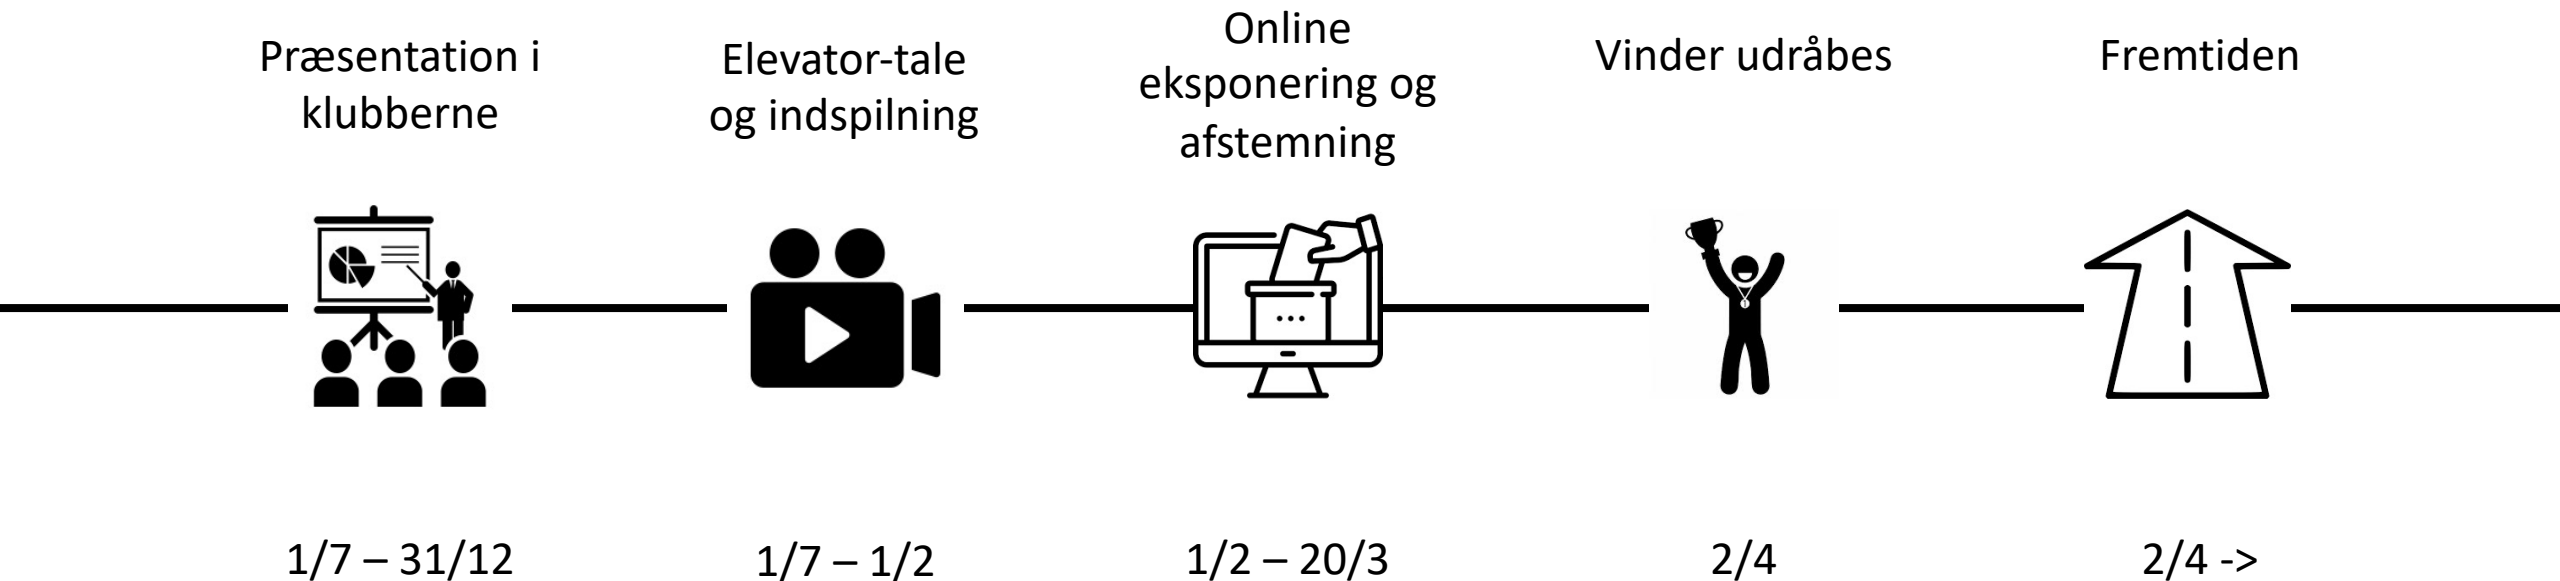 Præsentation i
klubberne
Elevator-tale
og indspilning
Online
eksponering og
afstemning
Vinder udråbes
Fremtiden
1/7 – 31/12
1/7 – 1/2
1/2 – 20/3
2/4
2/4 ->